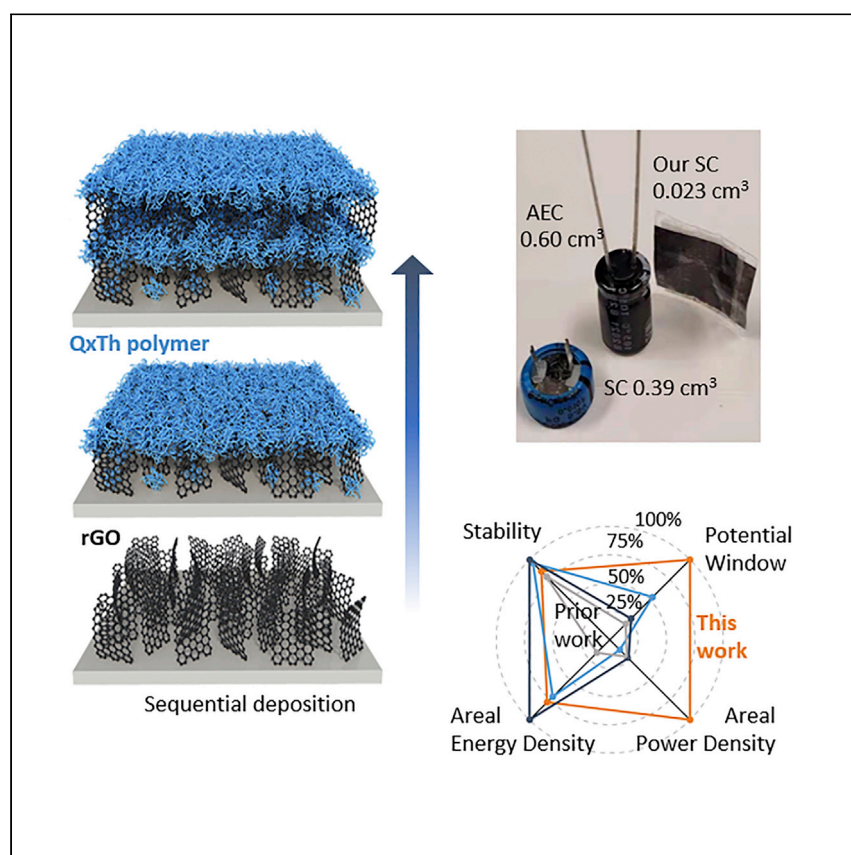 QxTh polymer
rGO
Sequential deposition
Our SC
0.023 cm³
AEC
0.60 cm³
SC 0.39 cm³
100%
75%
50%
25%
Stability
Potential
Window
Prior
work
This
work
Areal
Energy Density
Areal
Power Density